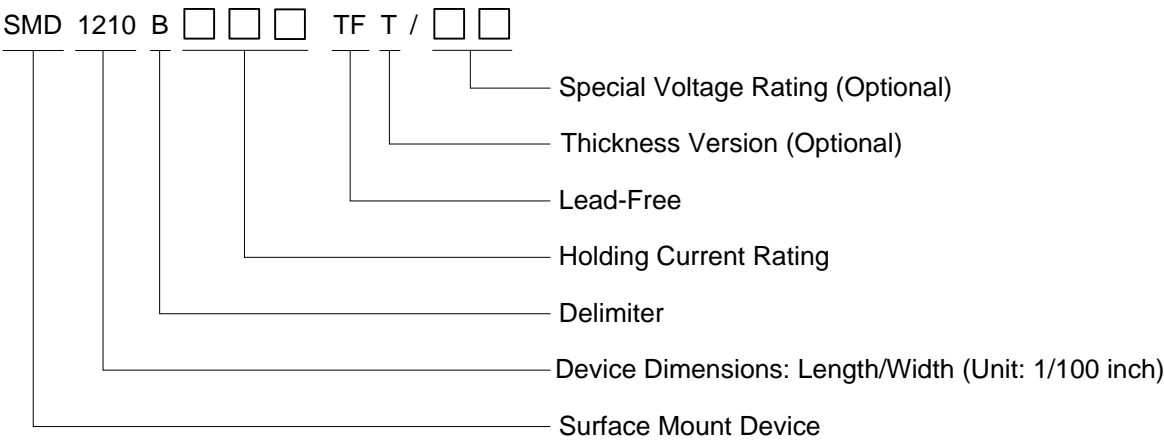 SMD 1210 B □ □ □ TF T / □ □
Special Voltage Rating (Optional)
Thickness Version (Optional)
Lead-Free
Holding Current Rating
Delimiter
Device Dimensions: Length/Width (Unit: 1/100 inch)
Surface Mount Device